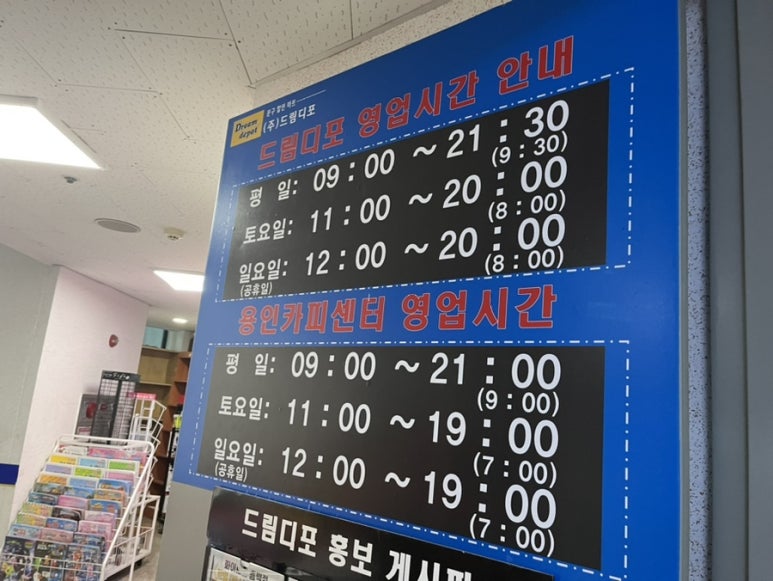 Dream depot
문구 할인 매장
(주)드림디포
드림디포 영업시간 안내
평 일: 09 : 00 ~ 21 : 30
(9 : 30)
토요일: 11 : 00 ~ 20 : 00
(8 : 00)
일요일: 12 : 00 ~ 20 : 00
(공휴일) (8 : 00)
용인카피센터 영업시간
평 일: 09 : 00 ~ 21 : 00
(9 : 00)
토요일: 11 : 00 ~ 19 : 00
(7 : 00)
일요일: 12 : 00 ~ 19 : 00
(공휴일) (7 : 00)
드림디포 홍보 게시판